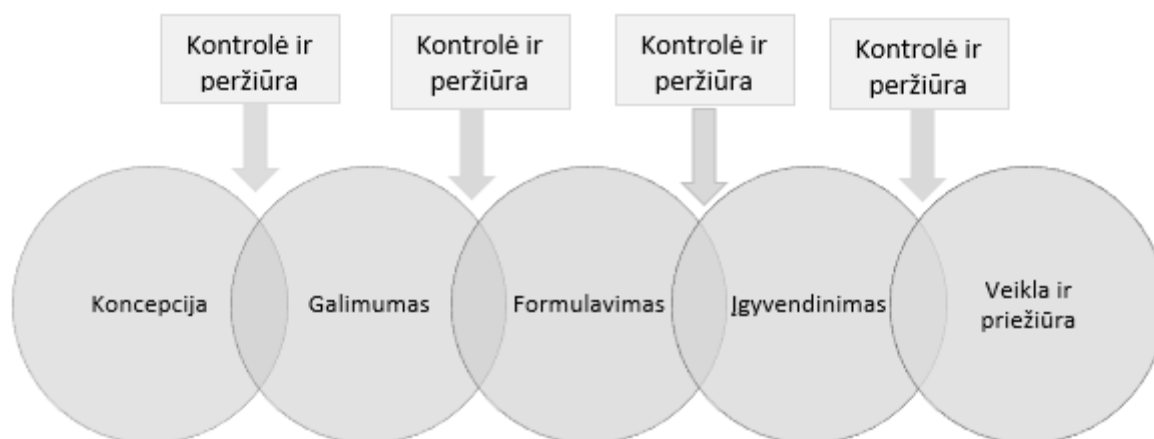 Kontrolė ir
peržiūra
Kontrolė ir
peržiūra
Kontrolė ir
peržiūra
Kontrolė ir
peržiūra
Koncepcija
Galimumas
Formulavimas
Įgyvendinimas
Veikla ir
priežiūra